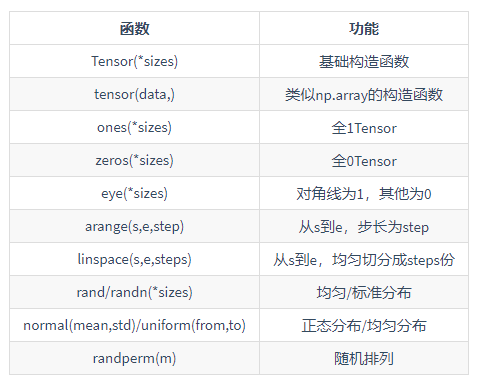 函数 功能
Tensor(*sizes) 基础构造函数
tensor(data,) 类似np.array的构造函数
ones(*sizes) 全1Tensor
zeros(*sizes) 全0Tensor
eye(*sizes) 对角线为1，其他为0
arange(s,e,step) 从s到e，步长为step
linspace(s,e,steps) 从s到e，均匀切分成steps份
rand/randn(*sizes) 均匀/标准分布
normal(mean,std)/uniform(from,to) 正态分布/均匀分布
randperm(m) 随机排列